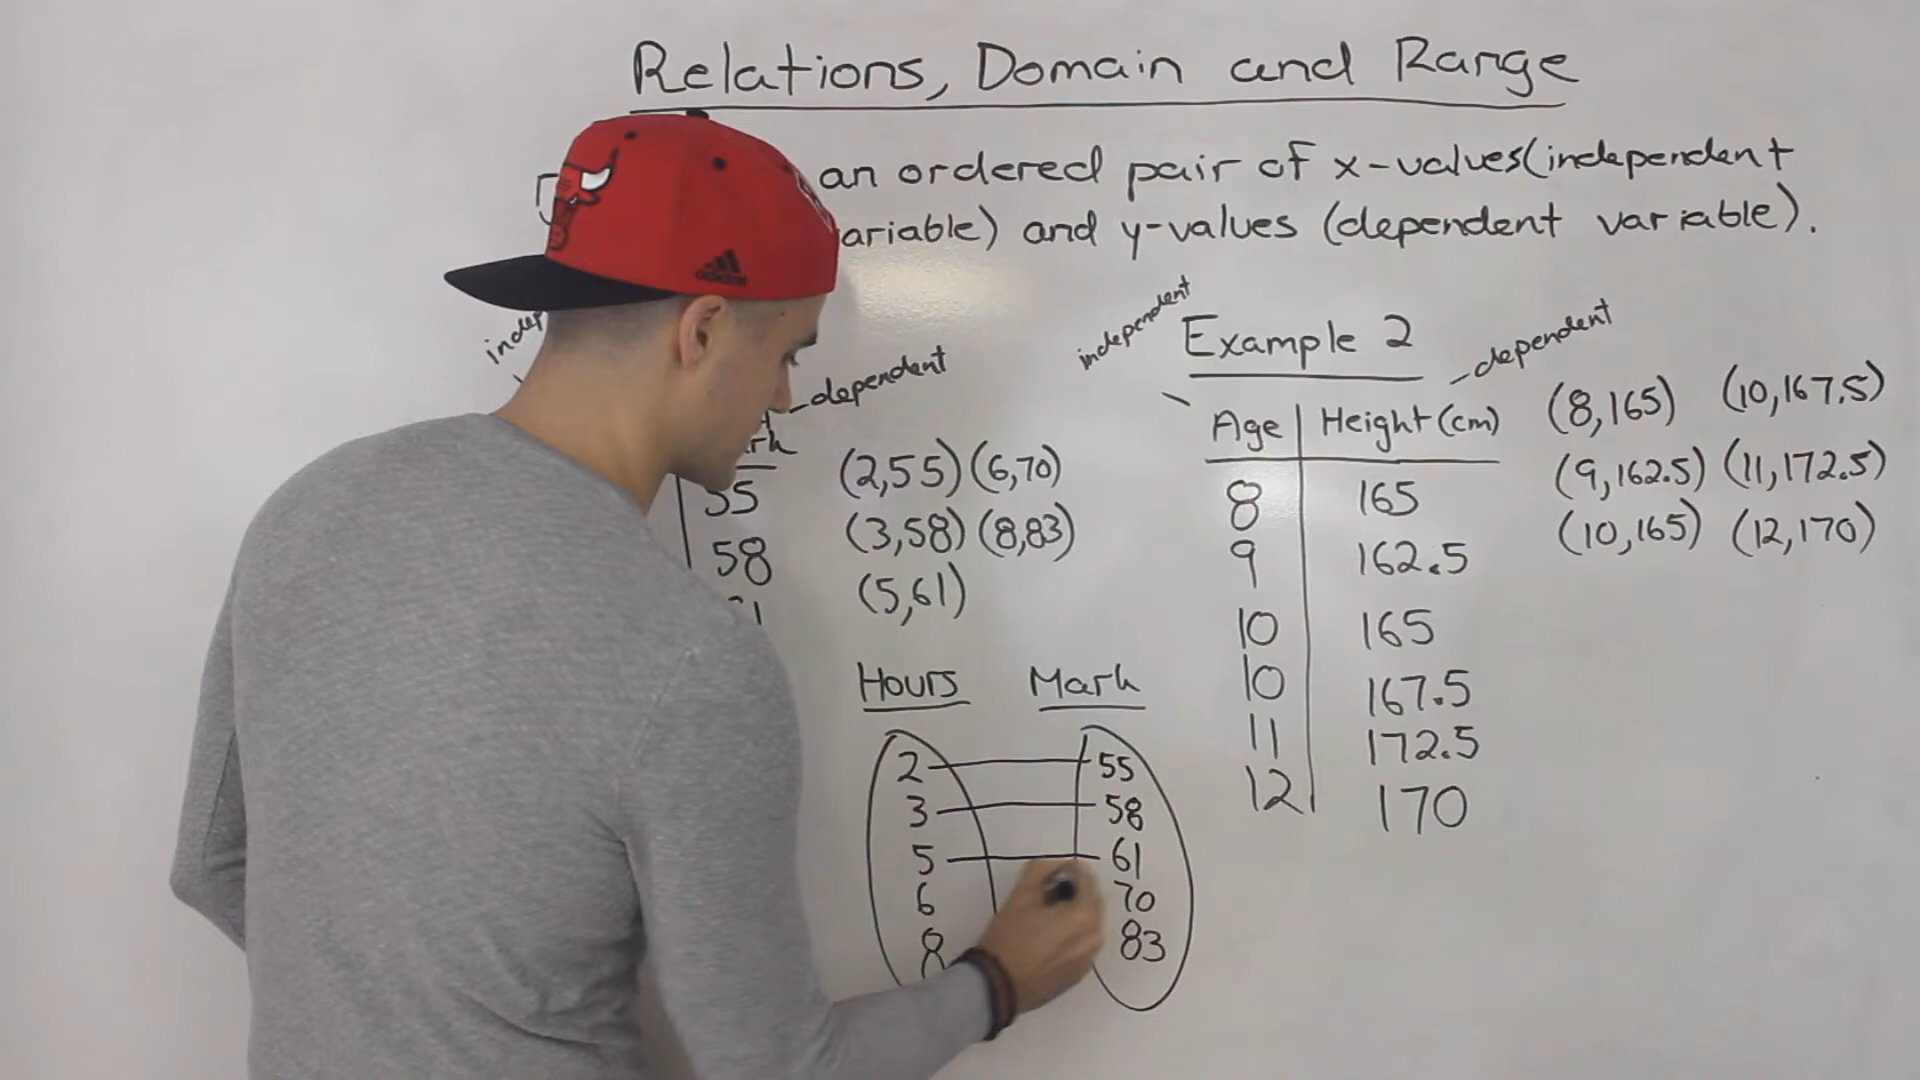 Relations, Domain and Range
an ordered pair of x-values (independent
ariable) and y-values (dependent variable).
indep
dependent
rk
55
58
(2,55) (6,70)
(3,58) (8,83)
(5,61)
Hours Mark
2 55
3 58
5 61
6 70
8 83
independent
Example 2
dependent
Age Height (cm)
8 165
9 162.5
10 165
10 167.5
11 172.5
12 170
(8,165) (10,167.5)
(9,162.5) (11,172.5)
(10,165) (12,170)
adidas